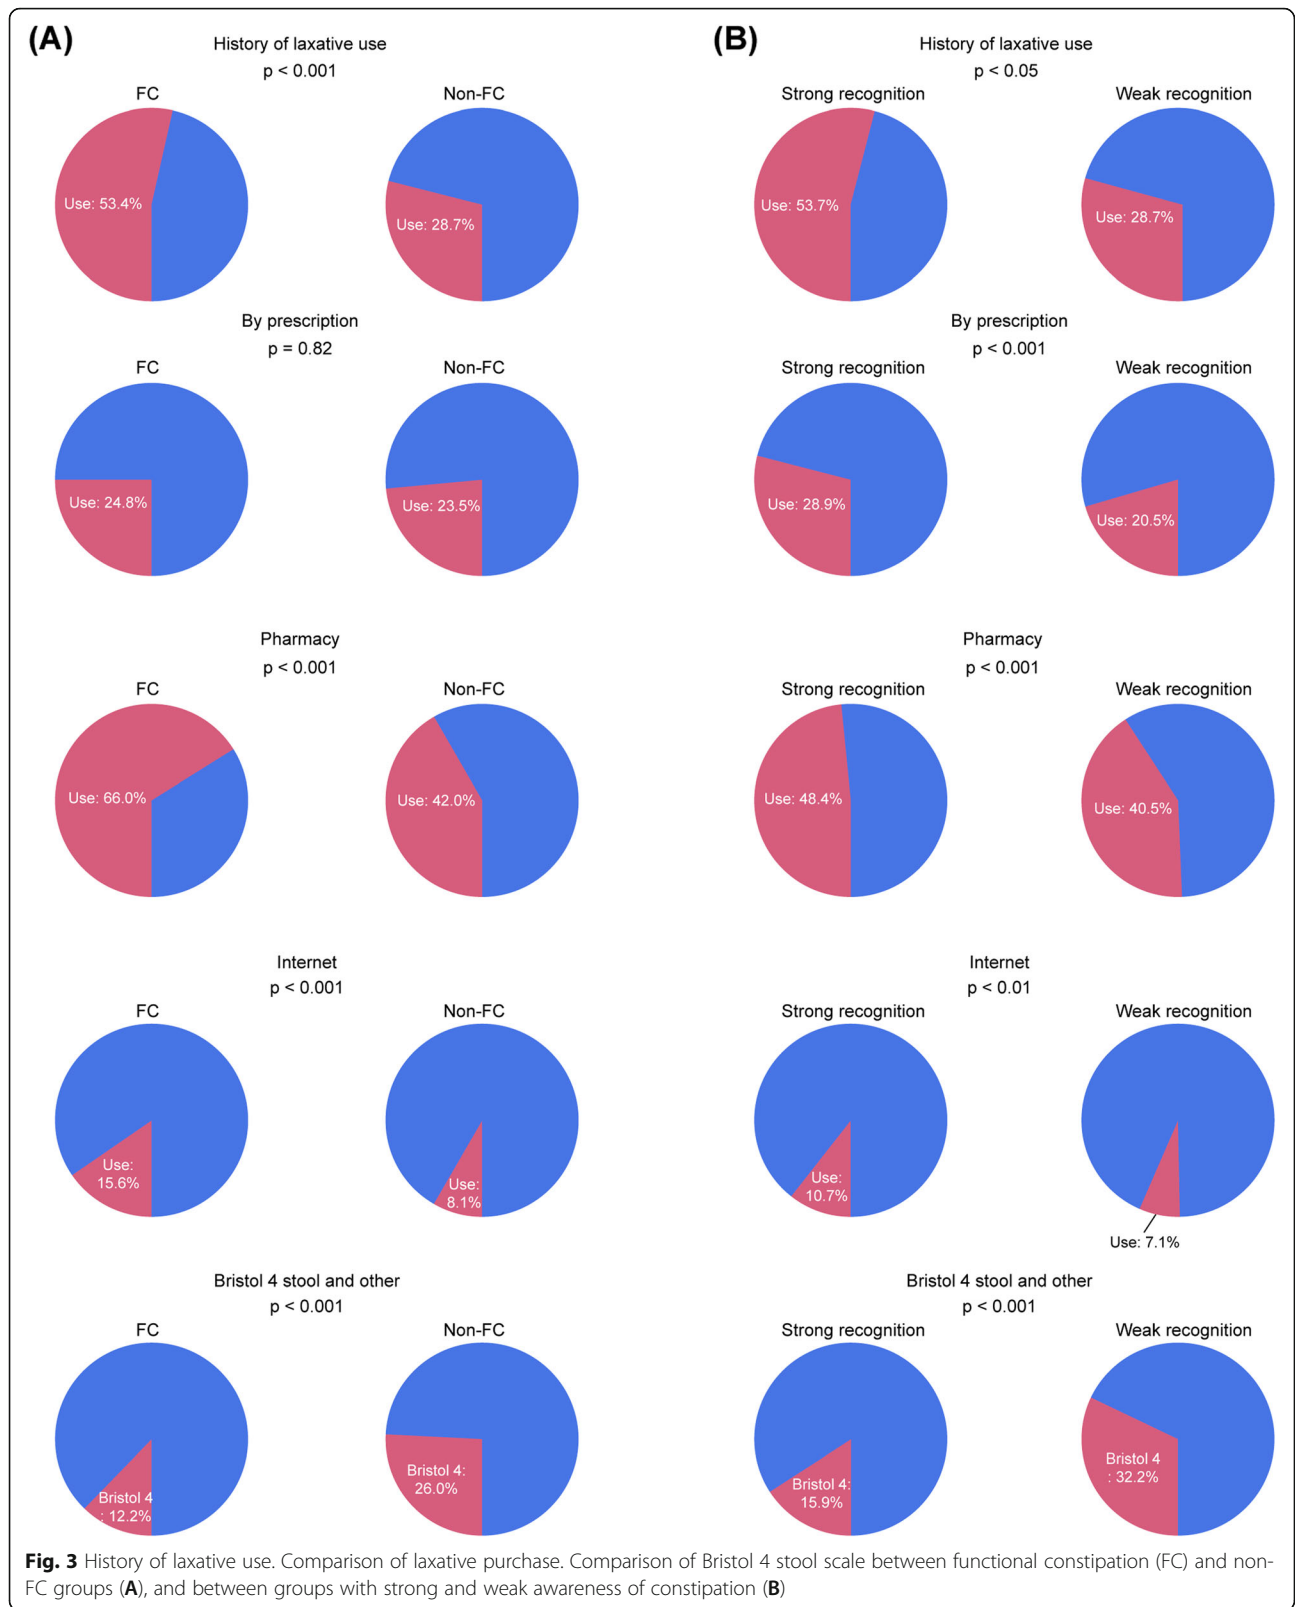 (A)
History of laxative use
p < 0.001
FC
Non-FC
Use: 53.4%
Use: 28.7%
By prescription
p = 0.82
FC
Non-FC
Use: 24.8%
Use: 23.5%
Pharmacy
p < 0.001
FC
Non-FC
Use: 66.0%
Use: 42.0%
Internet
p < 0.001
FC
Non-FC
Use:
15.6%
Use:
8.1%
Bristol 4 stool and other
p < 0.001
FC
Non-FC
Bristol 4
: 12.2%
Bristol 4:
26.0%
(B)
History of laxative use
p < 0.05
Strong recognition
Weak recognition
Use: 53.7%
Use: 28.7%
By prescription
p < 0.001
Strong recognition
Weak recognition
Use: 28.9%
Use: 20.5%
Pharmacy
p < 0.001
Strong recognition
Weak recognition
Use: 48.4%
Use: 40.5%
Internet
p < 0.01
Strong recognition
Weak recognition
Use:
10.7%
Use: 7.1%
Bristol 4 stool and other
p < 0.001
Strong recognition
Weak recognition
Bristol 4:
15.9%
Bristol 4
: 32.2%
Fig. 3 History of laxative use. Comparison of laxative purchase. Comparison of Bristol 4 stool scale between functional constipation (FC) and non-
FC groups (A), and between groups with strong and weak awareness of constipation (B)